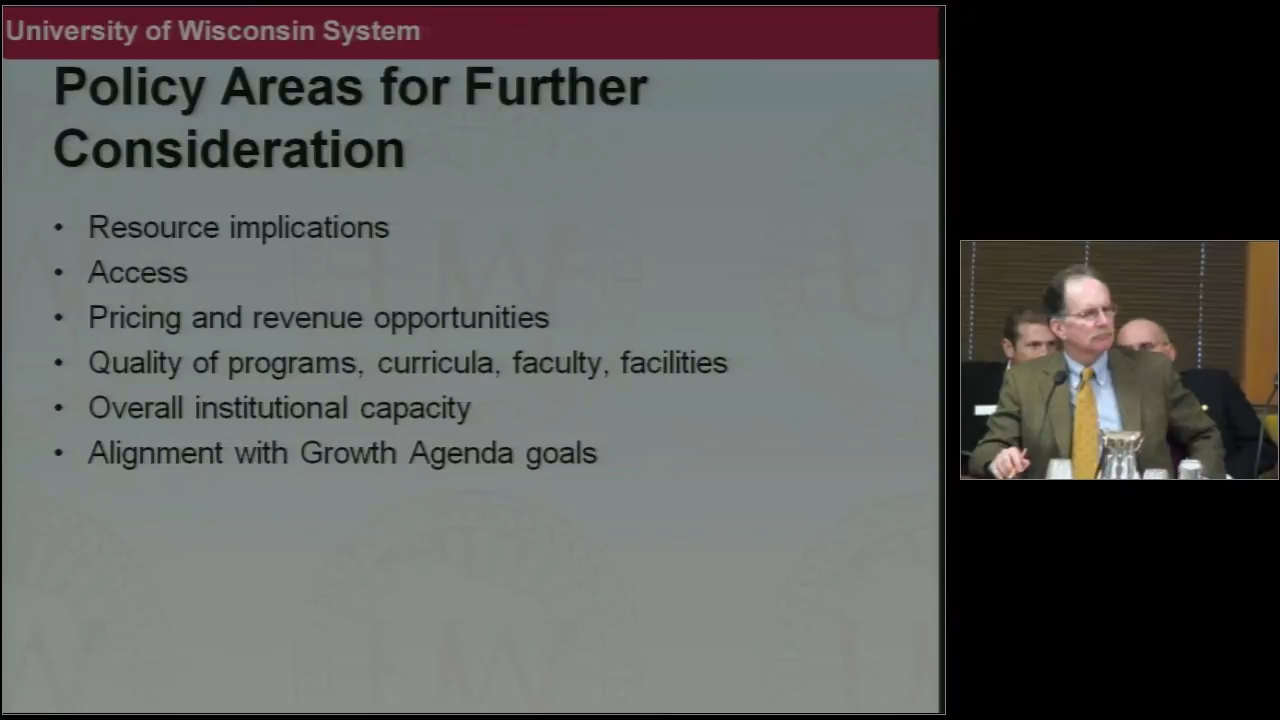 University of Wisconsin System
Policy Areas for Further
Consideration
• Resource implications
• Access
• Pricing and revenue opportunities
• Quality of programs, curricula, faculty, facilities
• Overall institutional capacity
• Alignment with Growth Agenda goals